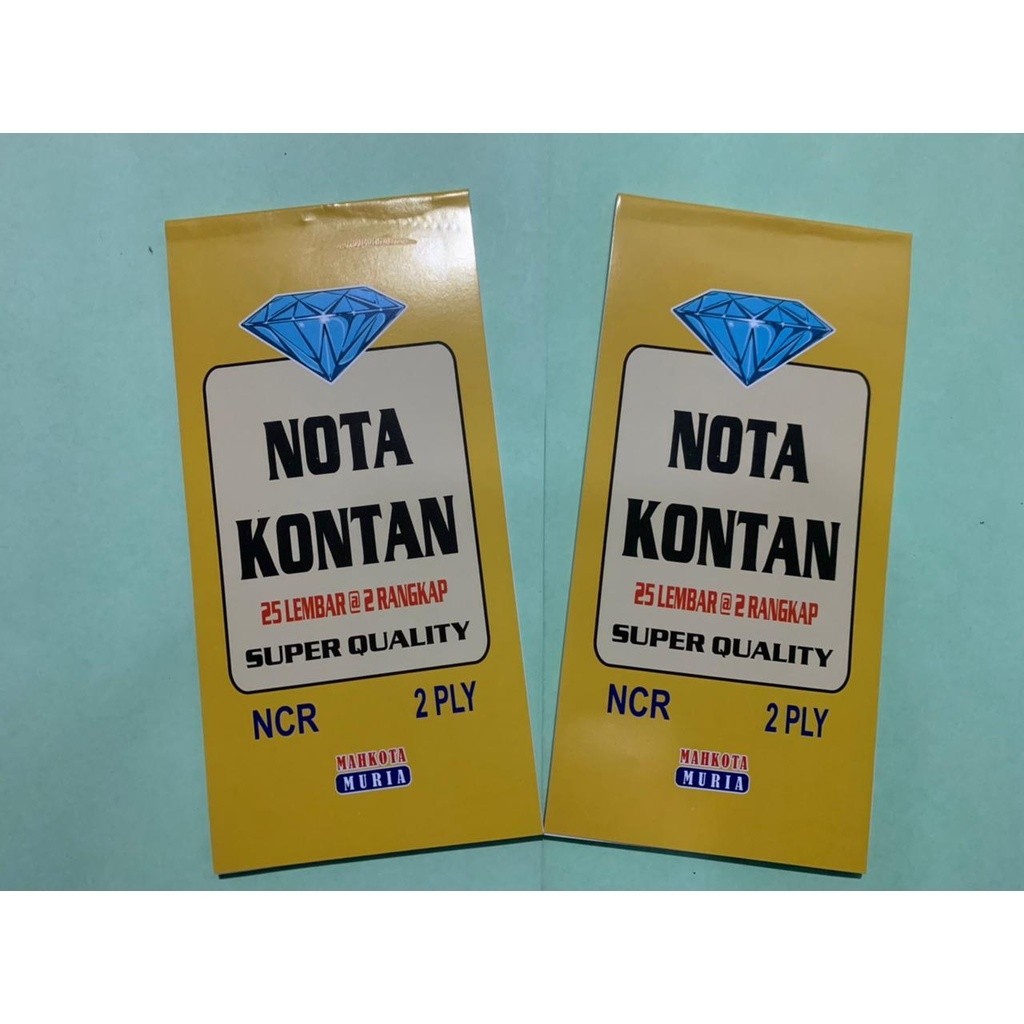 NOTA
KONTAN
25 LEMBAR @ 2 RANGKAP
SUPER QUALITY
NCR 2 PLY
MAHKOTA
MURIA
NOTA
KONTAN
25 LEMBAR @ 2 RANGKAP
SUPER QUALITY
NCR 2 PLY
MAHKOTA
MURIA